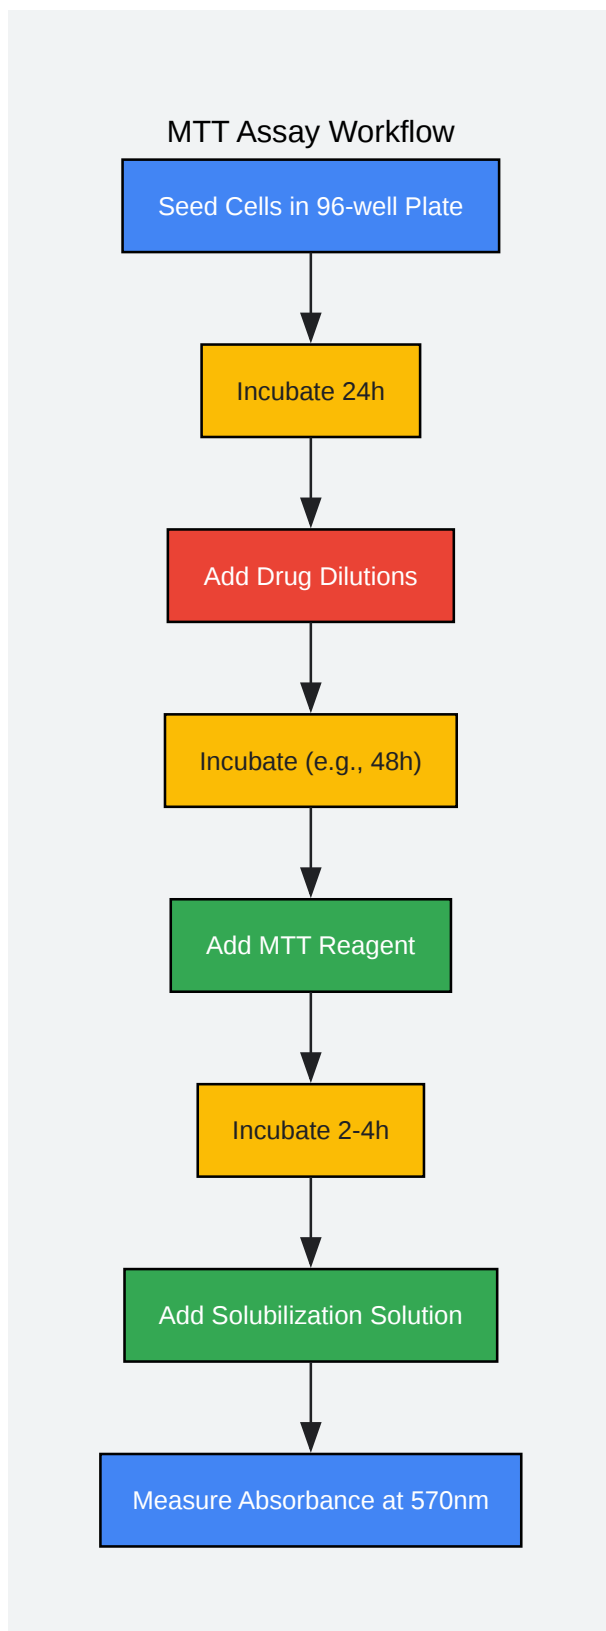 MTT Assay Workflow
Seed Cells in 96-well Plate
Incubate 24h
Add Drug Dilutions
Incubate (e.g., 48h)
Add MTT Reagent
Incubate 2-4h
Add Solubilization Solution
Measure Absorbance at 570nm